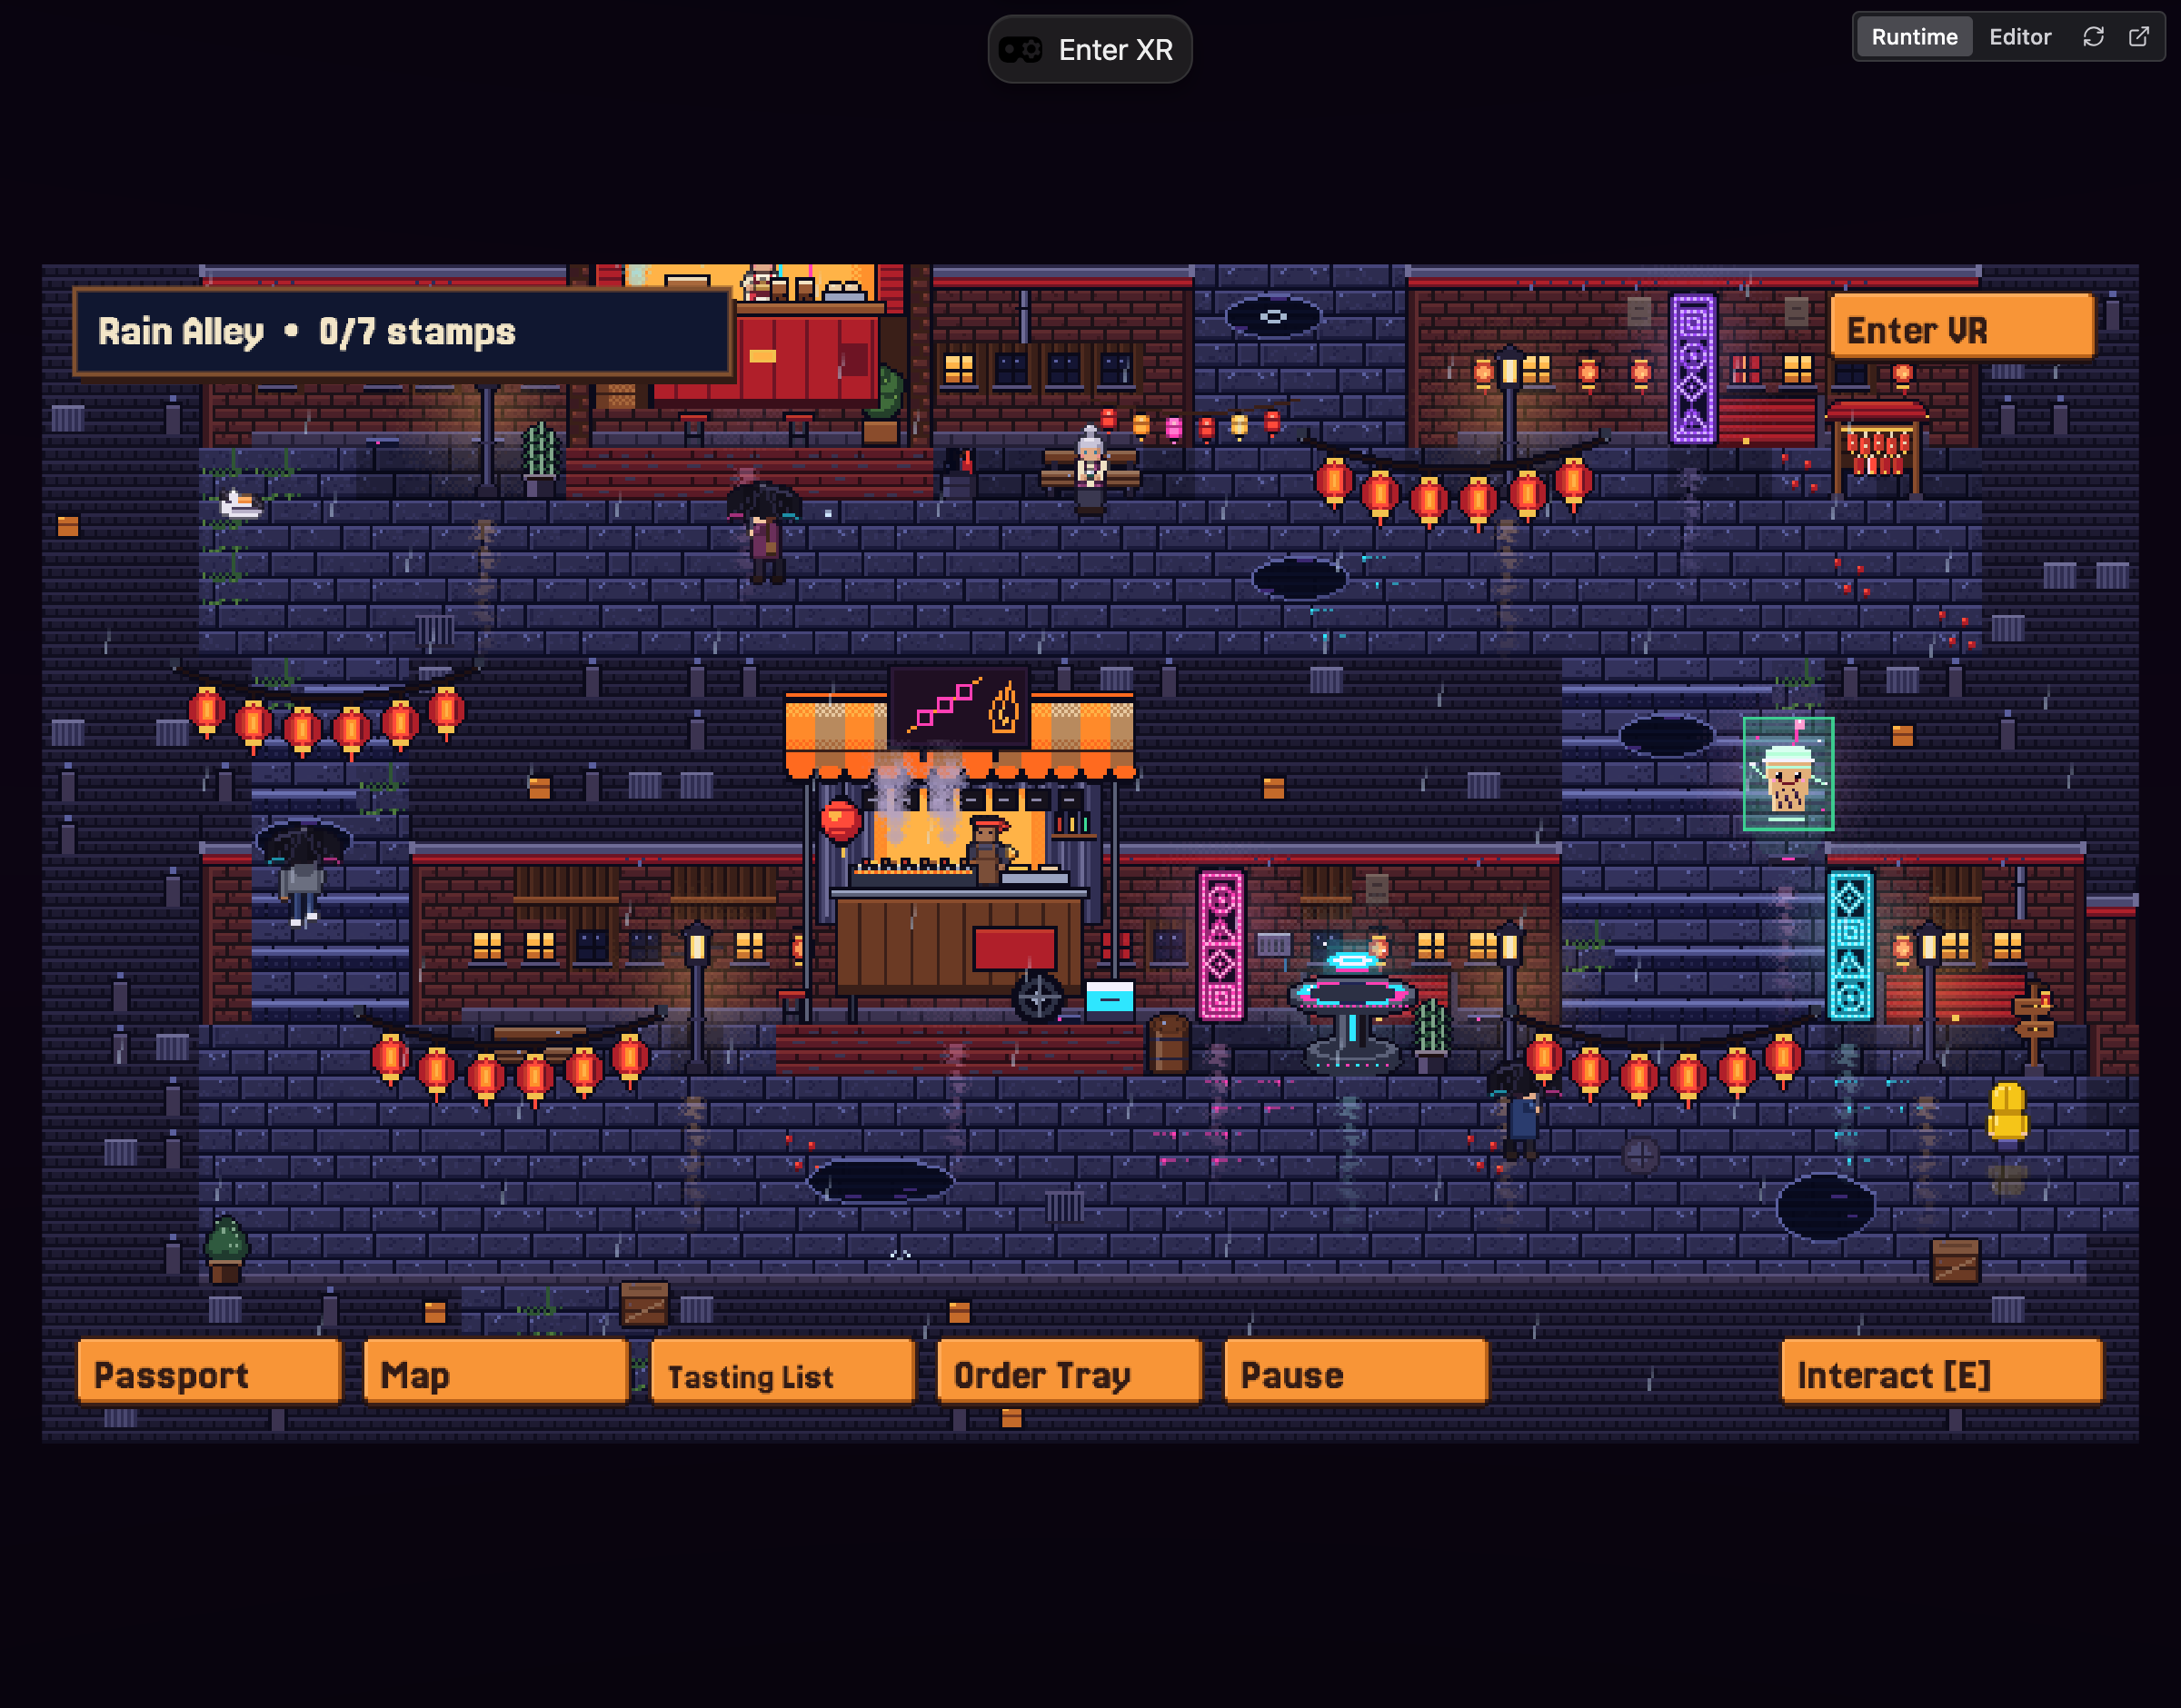 Enter XR
Runtime Editor
Rain Alley • 0/7 stamps
Enter VR
Passport
Map
Tasting List
Order Tray
Pause
Interact [E]